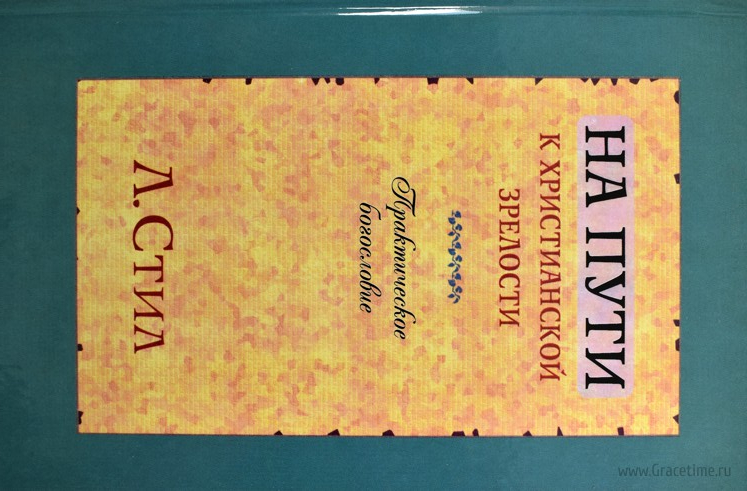 НА ПУТИ
К ХРИСТИАНСКОЙ
ЗРЕЛОСТИ
Практическое
богословие
Л. Стил
www.Gracetime.ru